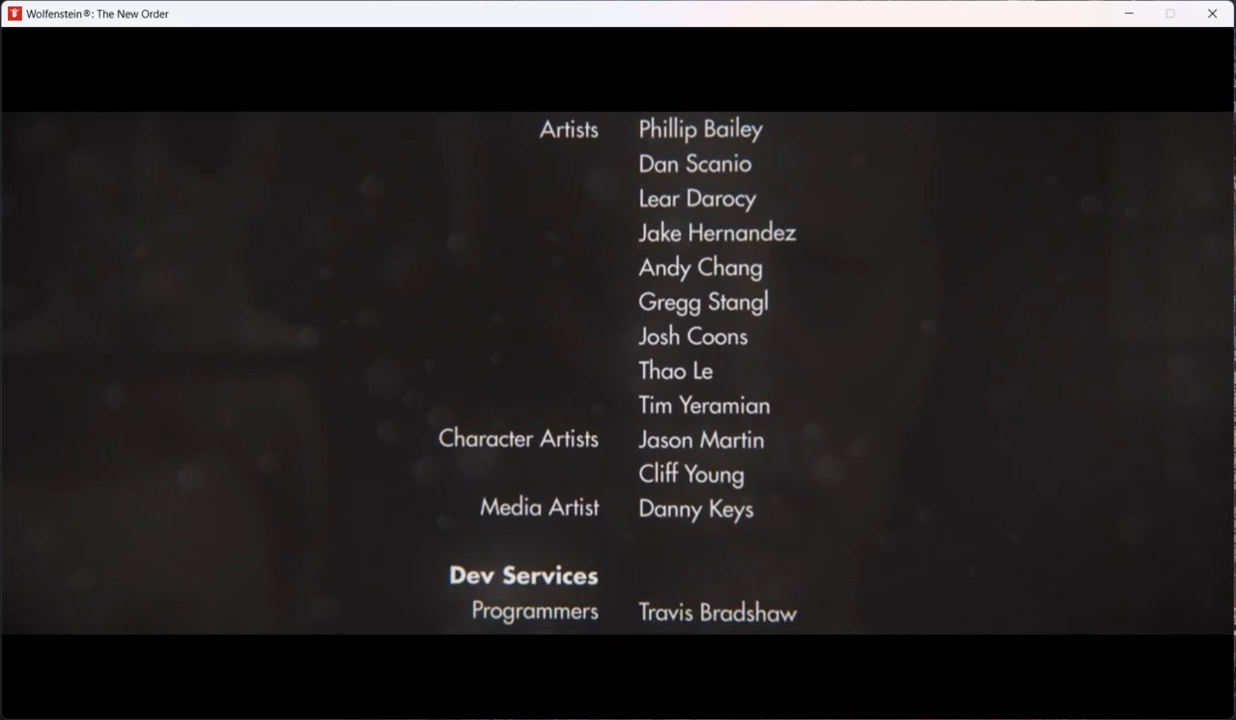 Wolfenstein®: The New Order
Artists Phillip Bailey
Dan Scanio
Lear Darocy
Jake Hernandez
Andy Chang
Gregg Stangl
Josh Coons
Thao Le
Tim Yeramian
Character Artists Jason Martin
Cliff Young
Media Artist Danny Keys
Dev Services
Programmers Travis Bradshaw